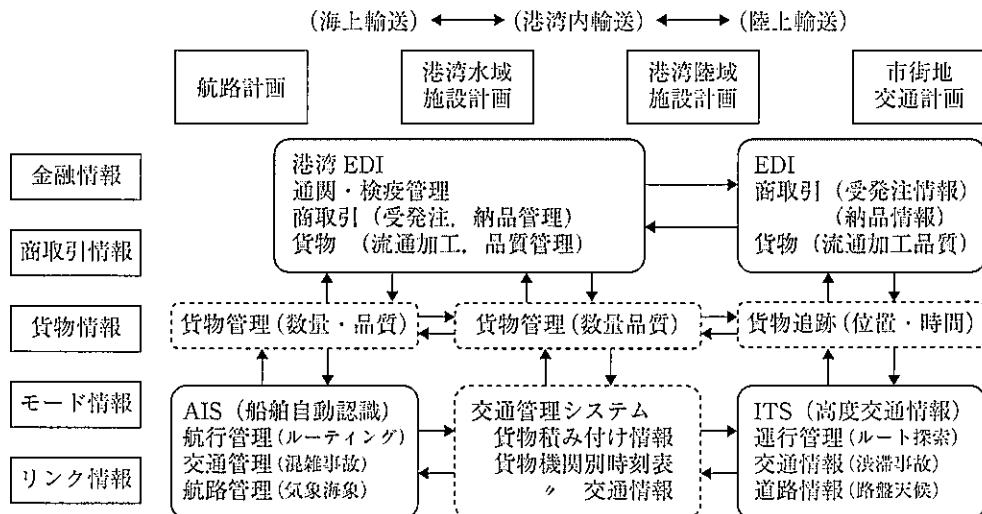 (海上輸送) ←→ (港湾内輸送) ←→ (陸上輸送)
航路計画
港湾水域
施設計画
港湾陸域
施設計画
市街地
交通計画
金融情報
商取引情報
貨物情報
モード情報
リンク情報
港湾 EDI
通関・検疫管理
商取引(受発注,納品管理)
貨物 (流通加工,品質管理)
EDI
商取引(受発注情報)
(納品情報)
貨物(流通加工品質)
貨物管理(数量・品質)
貨物管理(数量品質)
貨物追跡(位置・時間)
AIS(船舶自動認識)
航行管理(ルーティング)
交通管理(混雑事故)
航路管理(気象海象)
交通管理システム
貨物積み付け情報
貨物機関別時刻表
〃 交通情報
ITS(高度交通情報)
運行管理(ルート探索)
交通情報(渋滞事故)
道路情報(路盤天候)